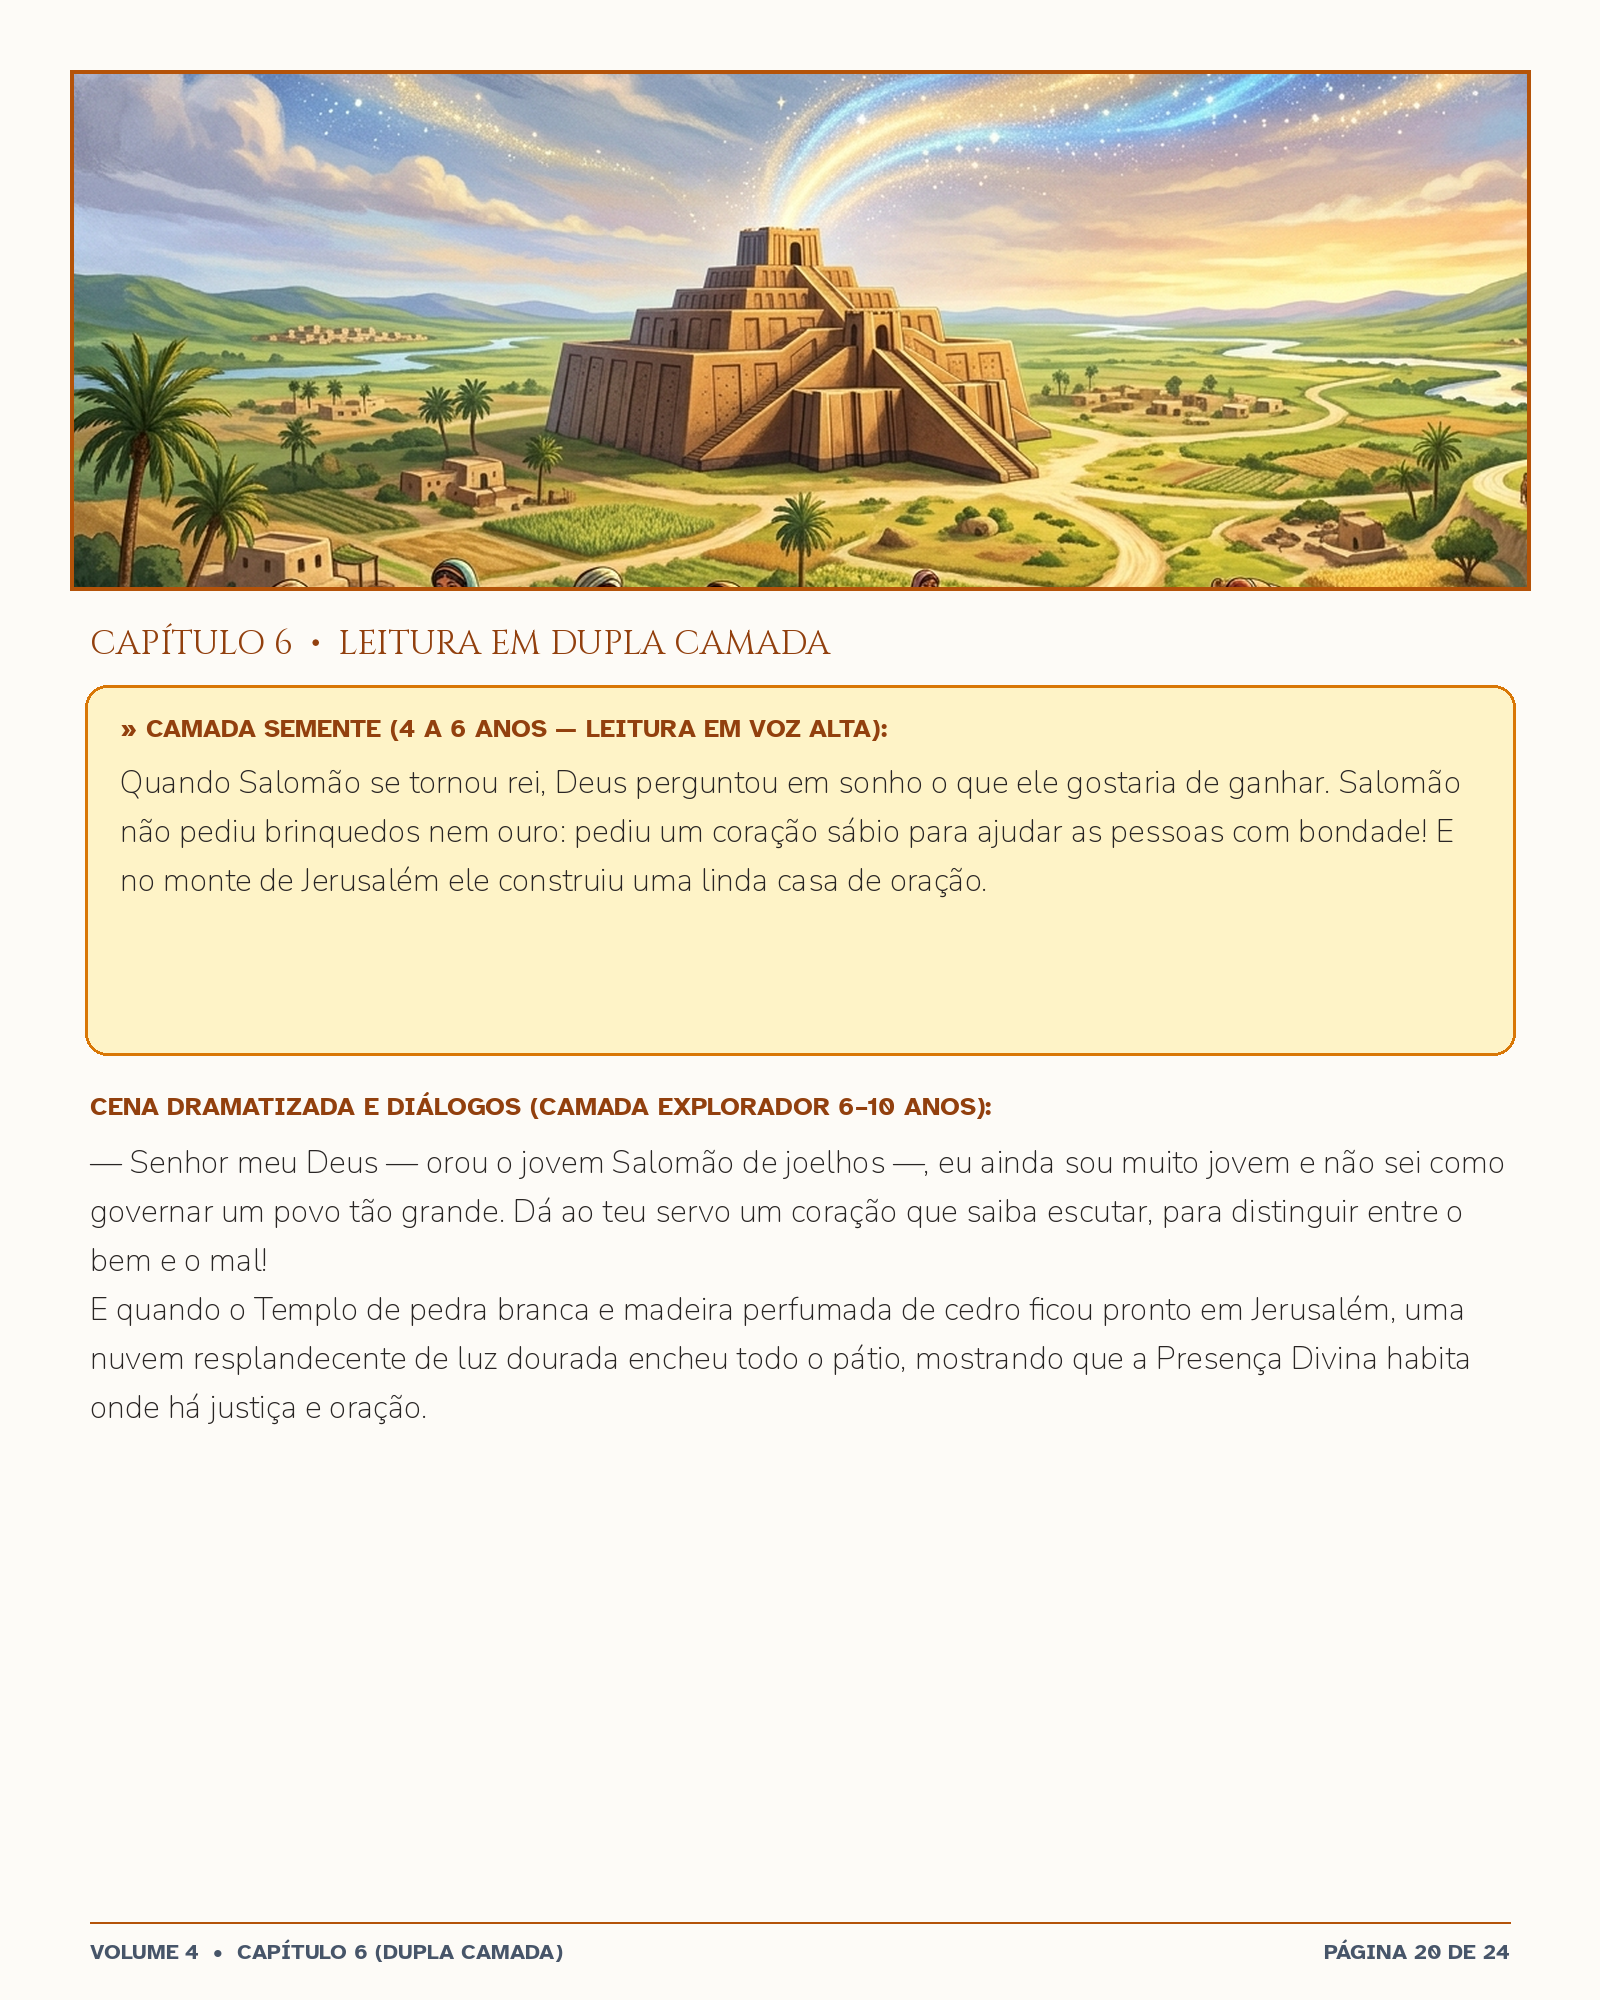 CAPÍTULO 6 • LEITURA EM DUPLA CAMADA
» CAMADA SEMENTE (4 A 6 ANOS — LEITURA EM VOZ ALTA):
Quando Salomão se tornou rei, Deus perguntou em sonho o que ele gostaria de ganhar. Salomão
não pediu brinquedos nem ouro: pediu um coração sábio para ajudar as pessoas com bondade! E
no monte de Jerusalém ele construiu uma linda casa de oração.
CENA DRAMATIZADA E DIÁLOGOS (CAMADA EXPLORADOR 6–10 ANOS):
— Senhor meu Deus — orou o jovem Salomão de joelhos —, eu ainda sou muito jovem e não sei como
governar um povo tão grande. Dá ao teu servo um coração que saiba escutar, para distinguir entre o
bem e o mal!
E quando o Templo de pedra branca e madeira perfumada de cedro ficou pronto em Jerusalém, uma
nuvem resplandecente de luz dourada encheu todo o pátio, mostrando que a Presença Divina habita
onde há justiça e oração.
VOLUME 4 • CAPÍTULO 6 (DUPLA CAMADA)
PÁGINA 20 DE 24